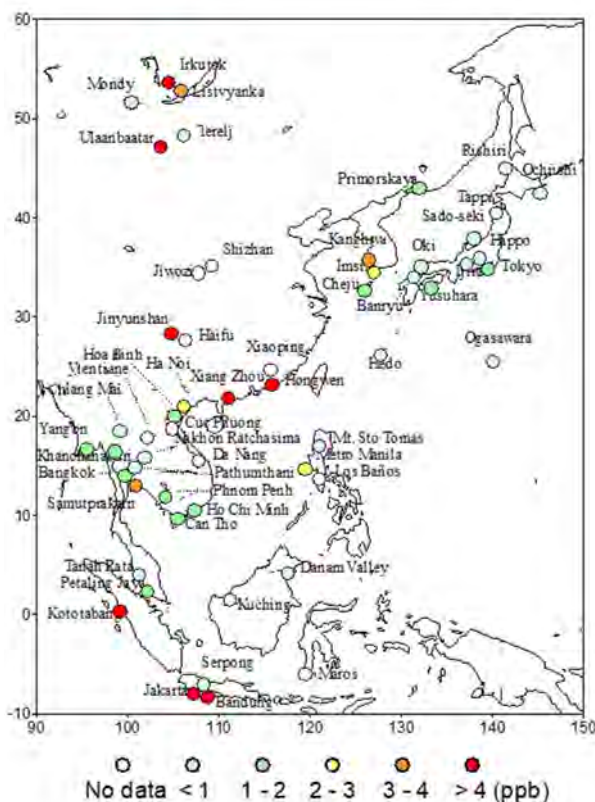 60
Irkutsk
Mondy
Listvyanka
50
Ulaanbaatar
Terelj
Rishiri
Ochiishi
Primorskaya
Tappi
40
Sado-seki
Kanghwa
Happo
Oki
Shizhan
Imsil
Ijira
Tokyo
Jiwozi
Cheju
Yusuhara
30
Banryu
Jinyunshan
Haifu
Xiaoping
Ogasawara
Hoa Binh
Hedo
Vientiane
Ha Noi
Xiang Zhou
Hongwen
Chiang Mai
20
Cuc Phuong
Yangon
Nakhon Ratchasima
Mt. Sto Tomas
Khanchanaburi
Da Nang
Metro Manila
Bangkok
Pathumthani
Los Baños
Phnom Penh
Samutprakarn
Ho Chi Minh
10
Can Tho
Tanah Rata
Danam Valley
Petaling Jaya
0
Kototabang
Kuching
Serpong
Maros
Jakarta
Bandung
-10
90 100 110 120 130 140 150
No data <1 1 - 2 2 - 3 3 - 4 >4 (ppb)